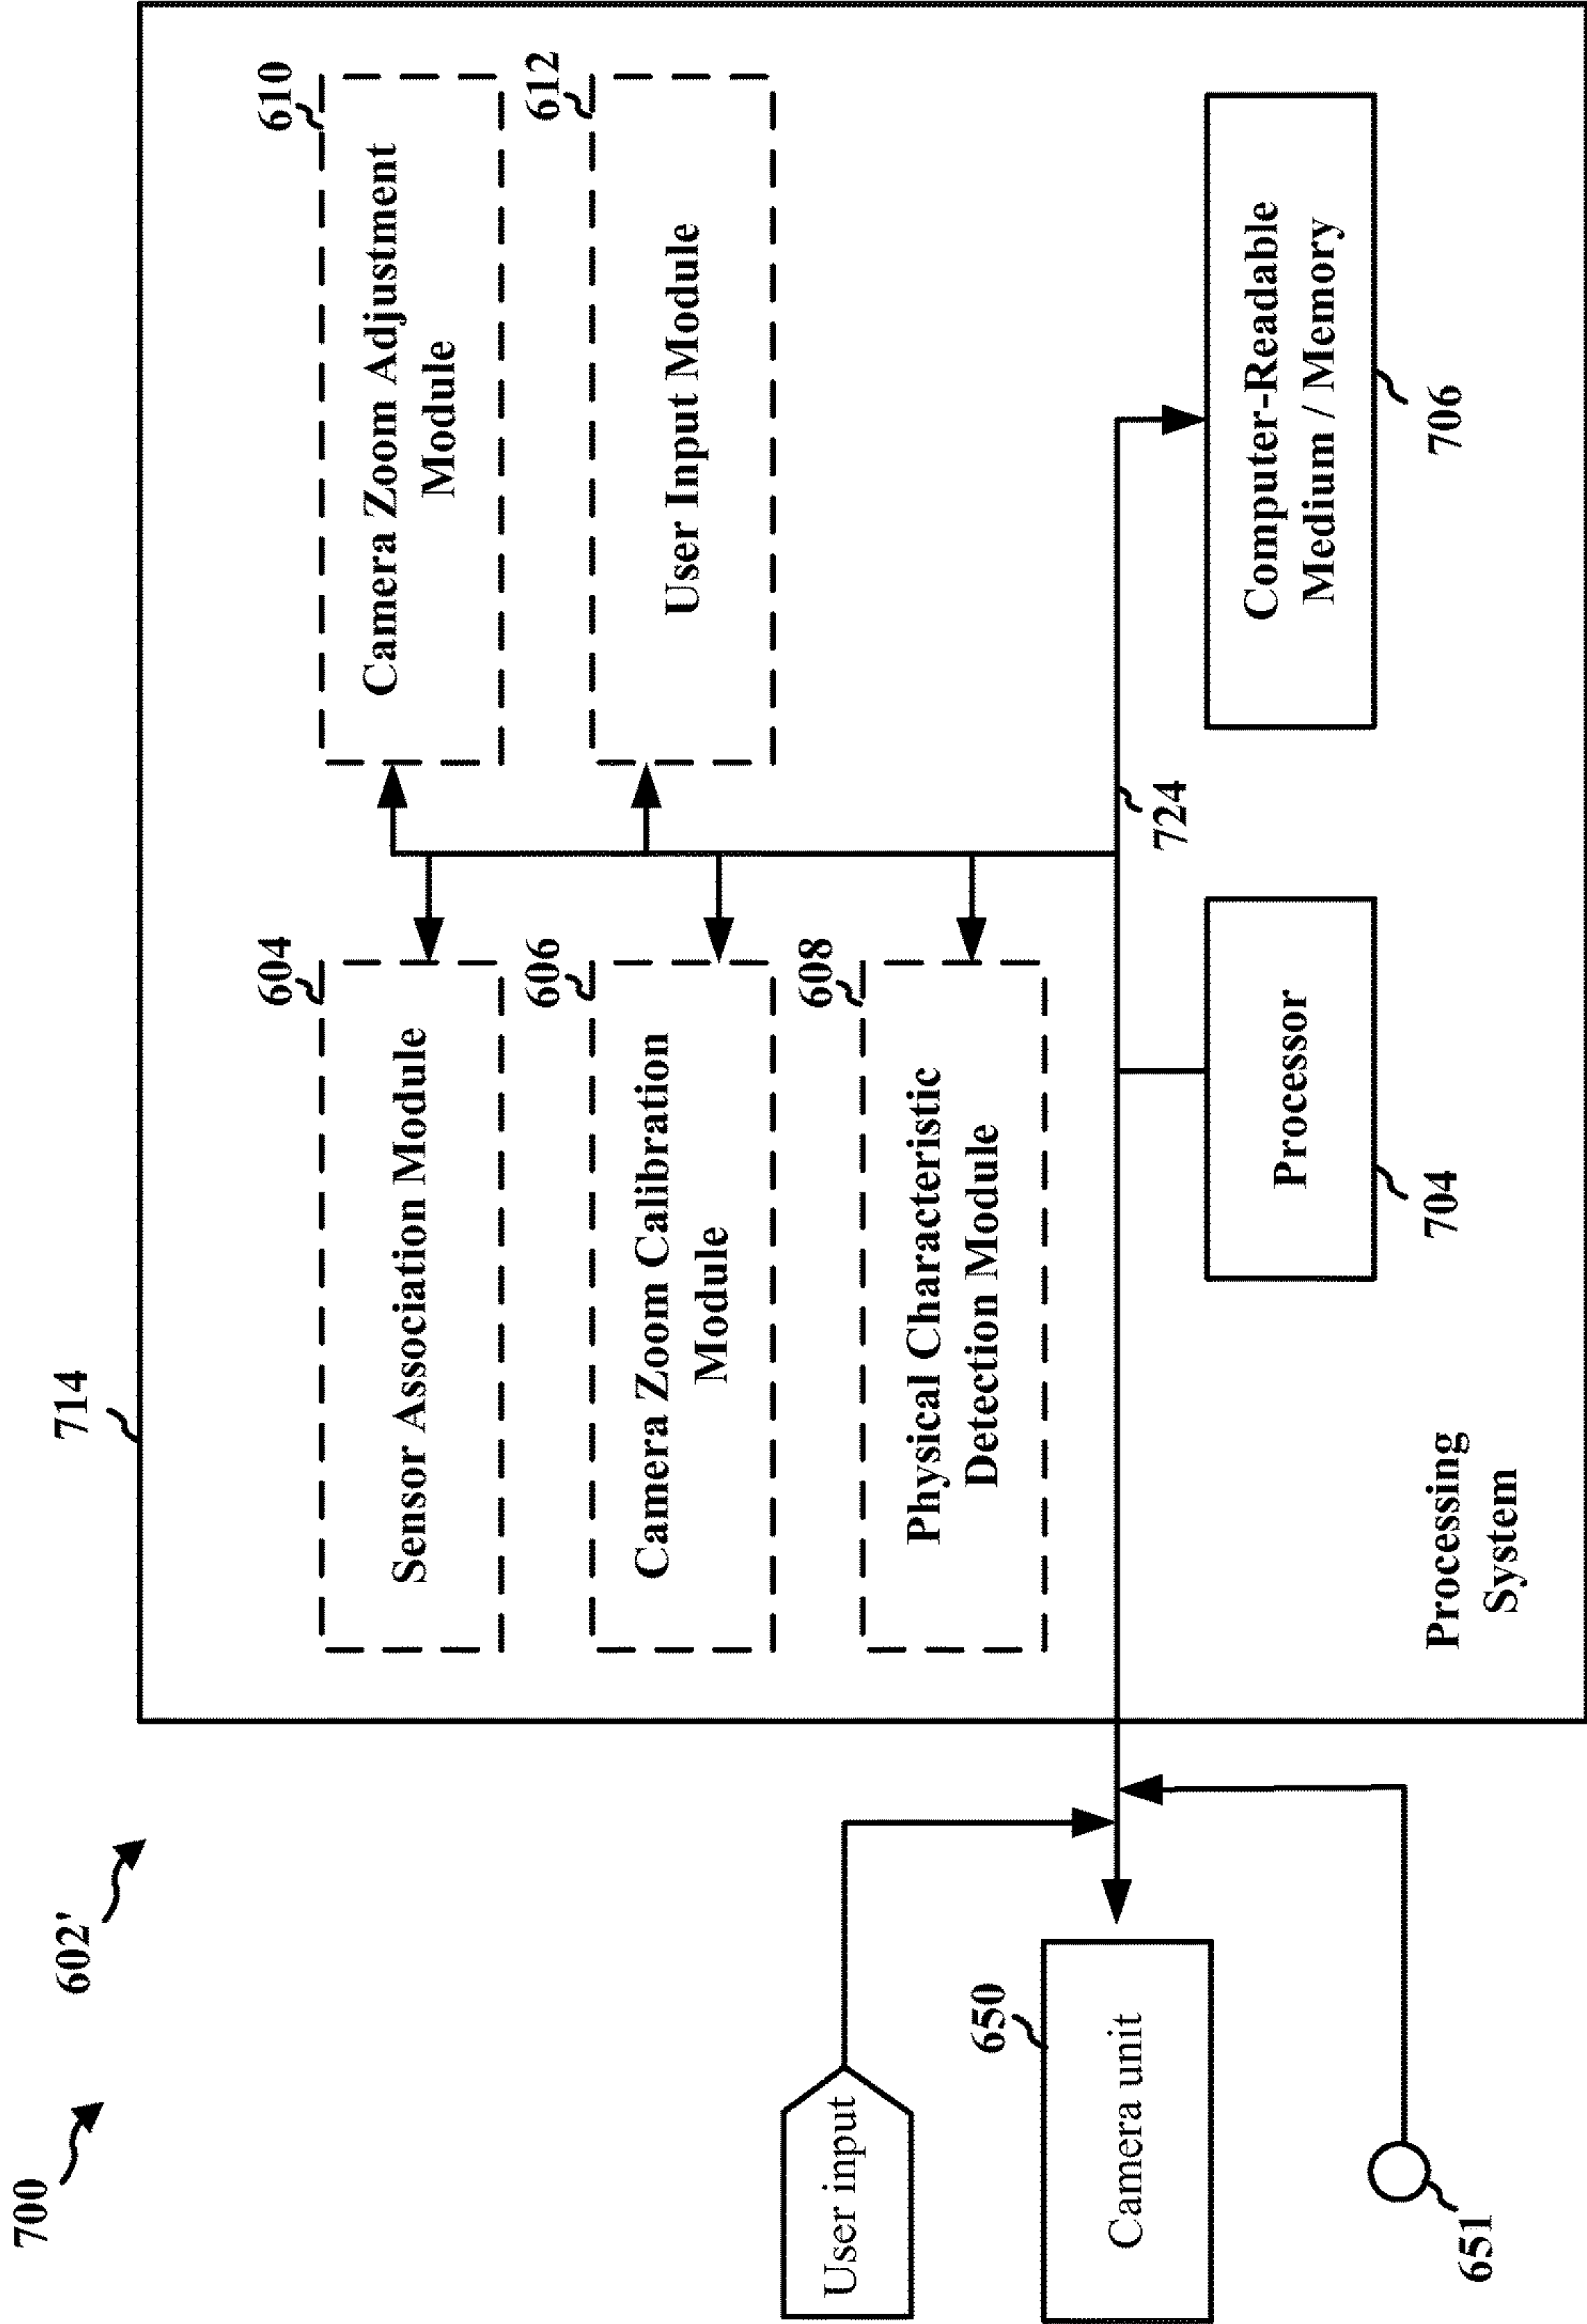 700
602'
714
604
Sensor Association Module
610
Camera Zoom Adjustment
Module
606
Camera Zoom Calibration
Module
612
User Input Module
608
Physical Characteristic
Detection Module
User input
650
Camera unit
651
724
Processor
704
Computer-Readable
Medium / Memory
706
Processing
System